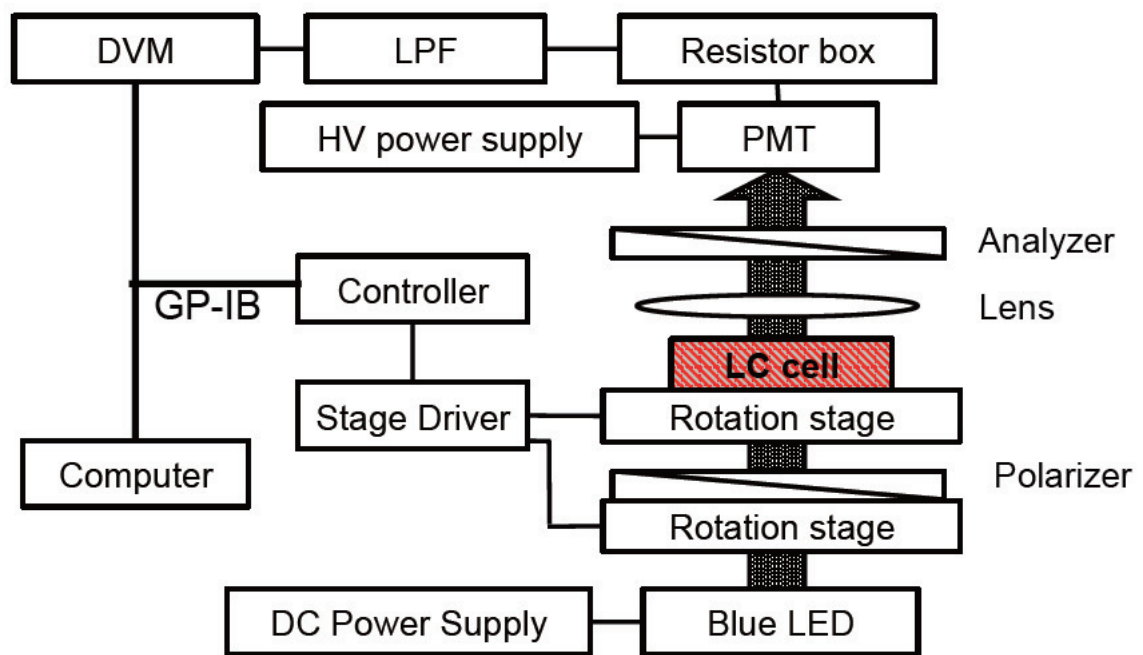 DVM
LPF
Resistor box
HV power supply
PMT
Analyzer
GP-IB
Controller
Lens
LC cell
Stage Driver
Rotation stage
Computer
Polarizer
Rotation stage
DC Power Supply
Blue LED